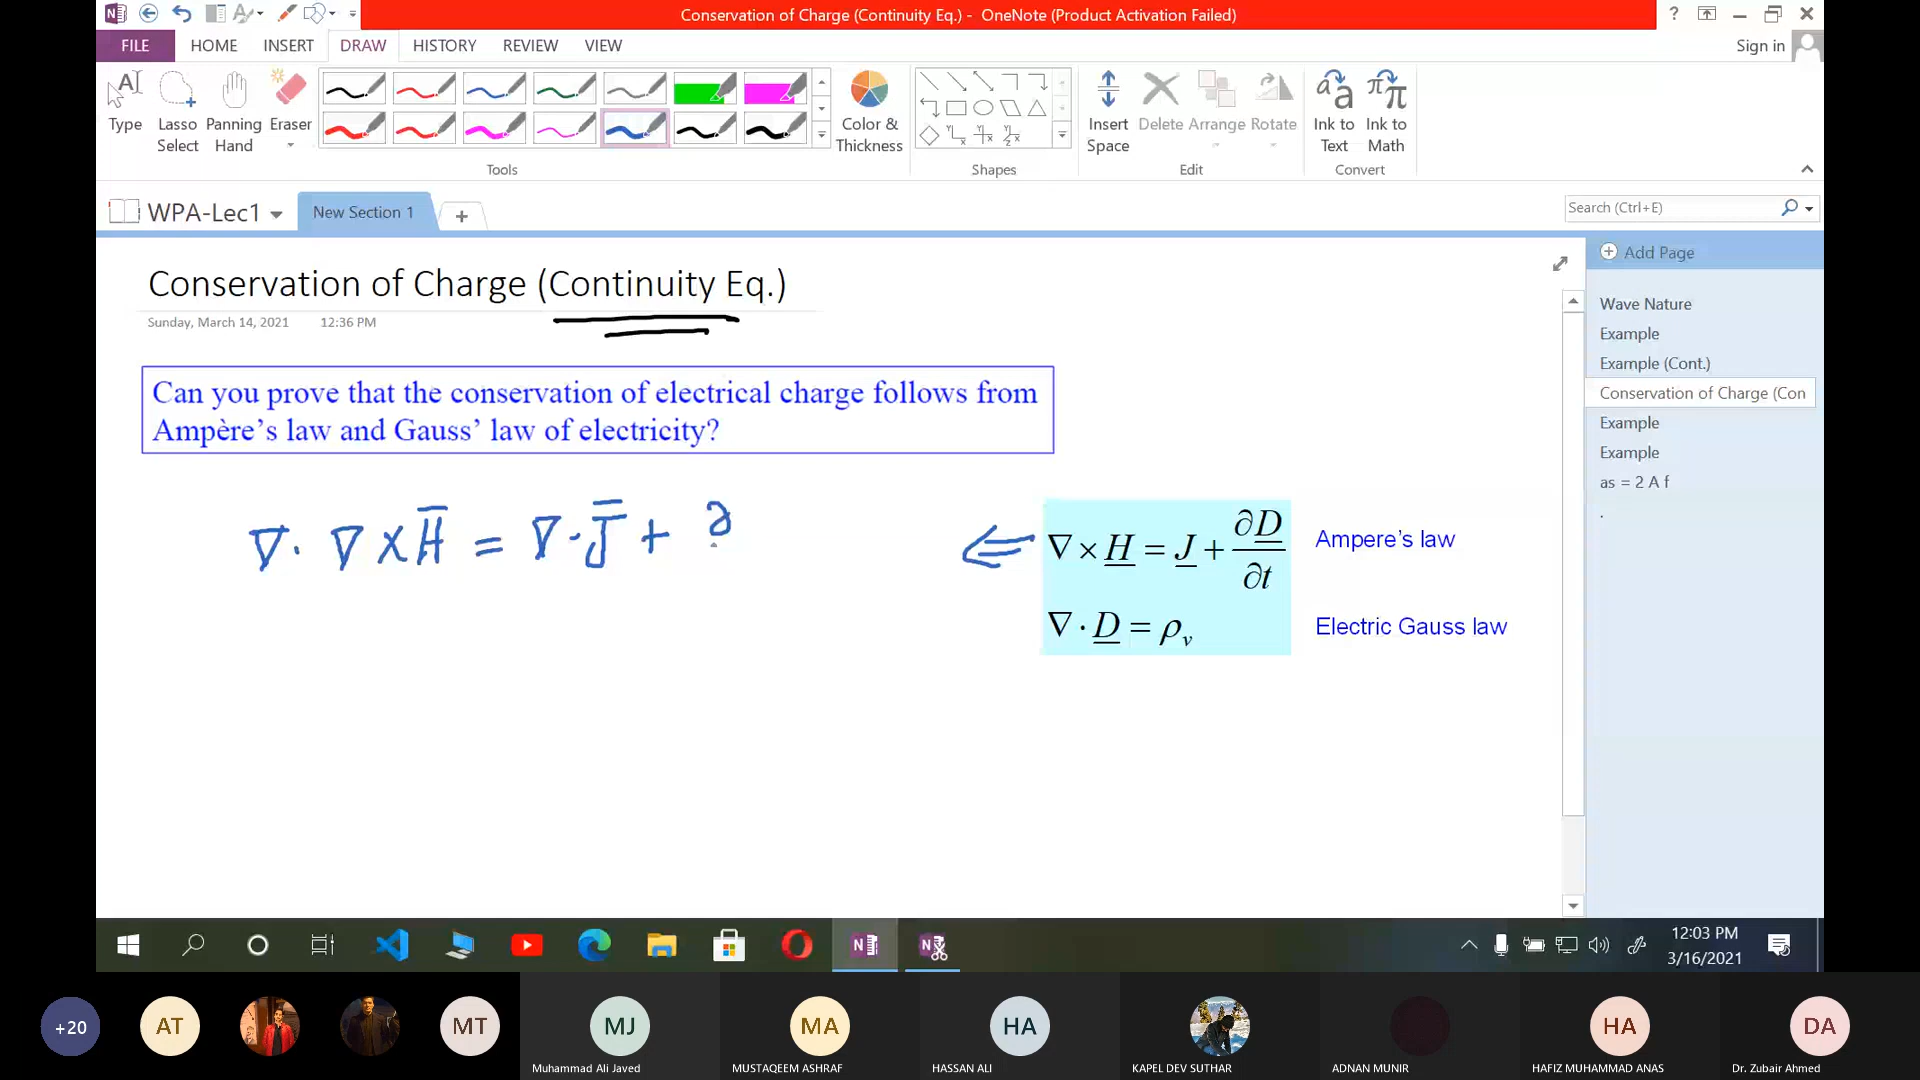 Conservation of Charge (Continuity Eq.) - OneNote (Product Activation Failed)
FILE HOME INSERT DRAW HISTORY REVIEW VIEW
Sign in
Type
Lasso Select
Panning Hand
Eraser
Color & Thickness
Insert Space
Delete
Arrange
Rotate
Ink to Text
Ink to Math
Tools
Shapes
Edit
Convert
WPA-Lec1
New Section 1
Search (Ctrl+E)
Conservation of Charge (Continuity Eq.)
Sunday, March 14, 2021 12:36 PM
Can you prove that the conservation of electrical charge follows from
Ampère's law and Gauss' law of electricity?
∇· ∇ X H̅ = ∇·J̅ + ∂
⇐ ∇ × H = J + ∂D/∂t Ampere's law
∇ · D = ρv Electric Gauss law
Add Page
Wave Nature
Example
Example (Cont.)
Conservation of Charge (Con
Example
Example
as = 2 A f
.
12:03 PM
3/16/2021
+20
AT
MT
MJ
Muhammad Ali Javed
MA
MUSTAQEEM ASHRAF
HA
HASSAN ALI
KAPEL DEV SUTHAR
ADNAN MUNIR
HA
HAFIZ MUHAMMAD ANAS
DA
Dr. Zubair Ahmed